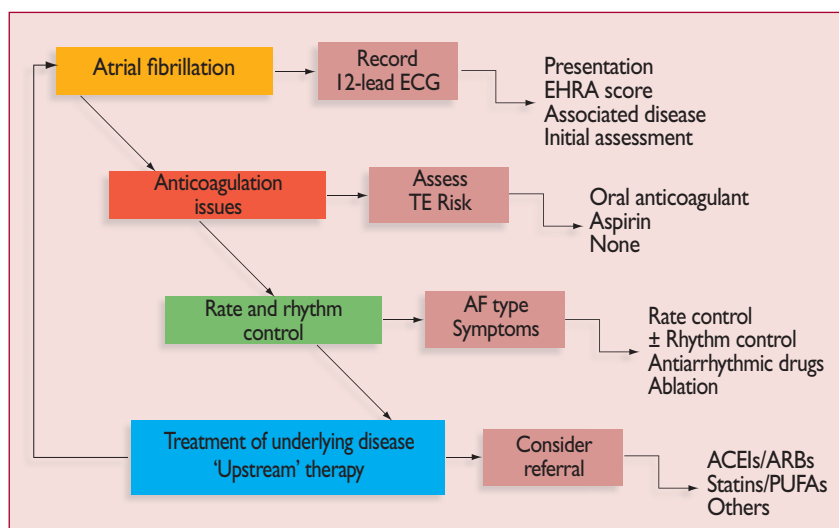 Atrial fibrillation
Record
12-lead ECG
Presentation
EHRA score
Associated disease
Initial assessment
Anticoagulation
issues
Assess
TE Risk
Oral anticoagulant
Aspirin
None
Rate and rhythm
control
AF type
Symptoms
Rate control
± Rhythm control
Antiarrhythmic drugs
Ablation
Treatment of underlying disease
‘Upstream’ therapy
Consider
referral
ACEIs/ARBs
Statins/PUFAs
Others